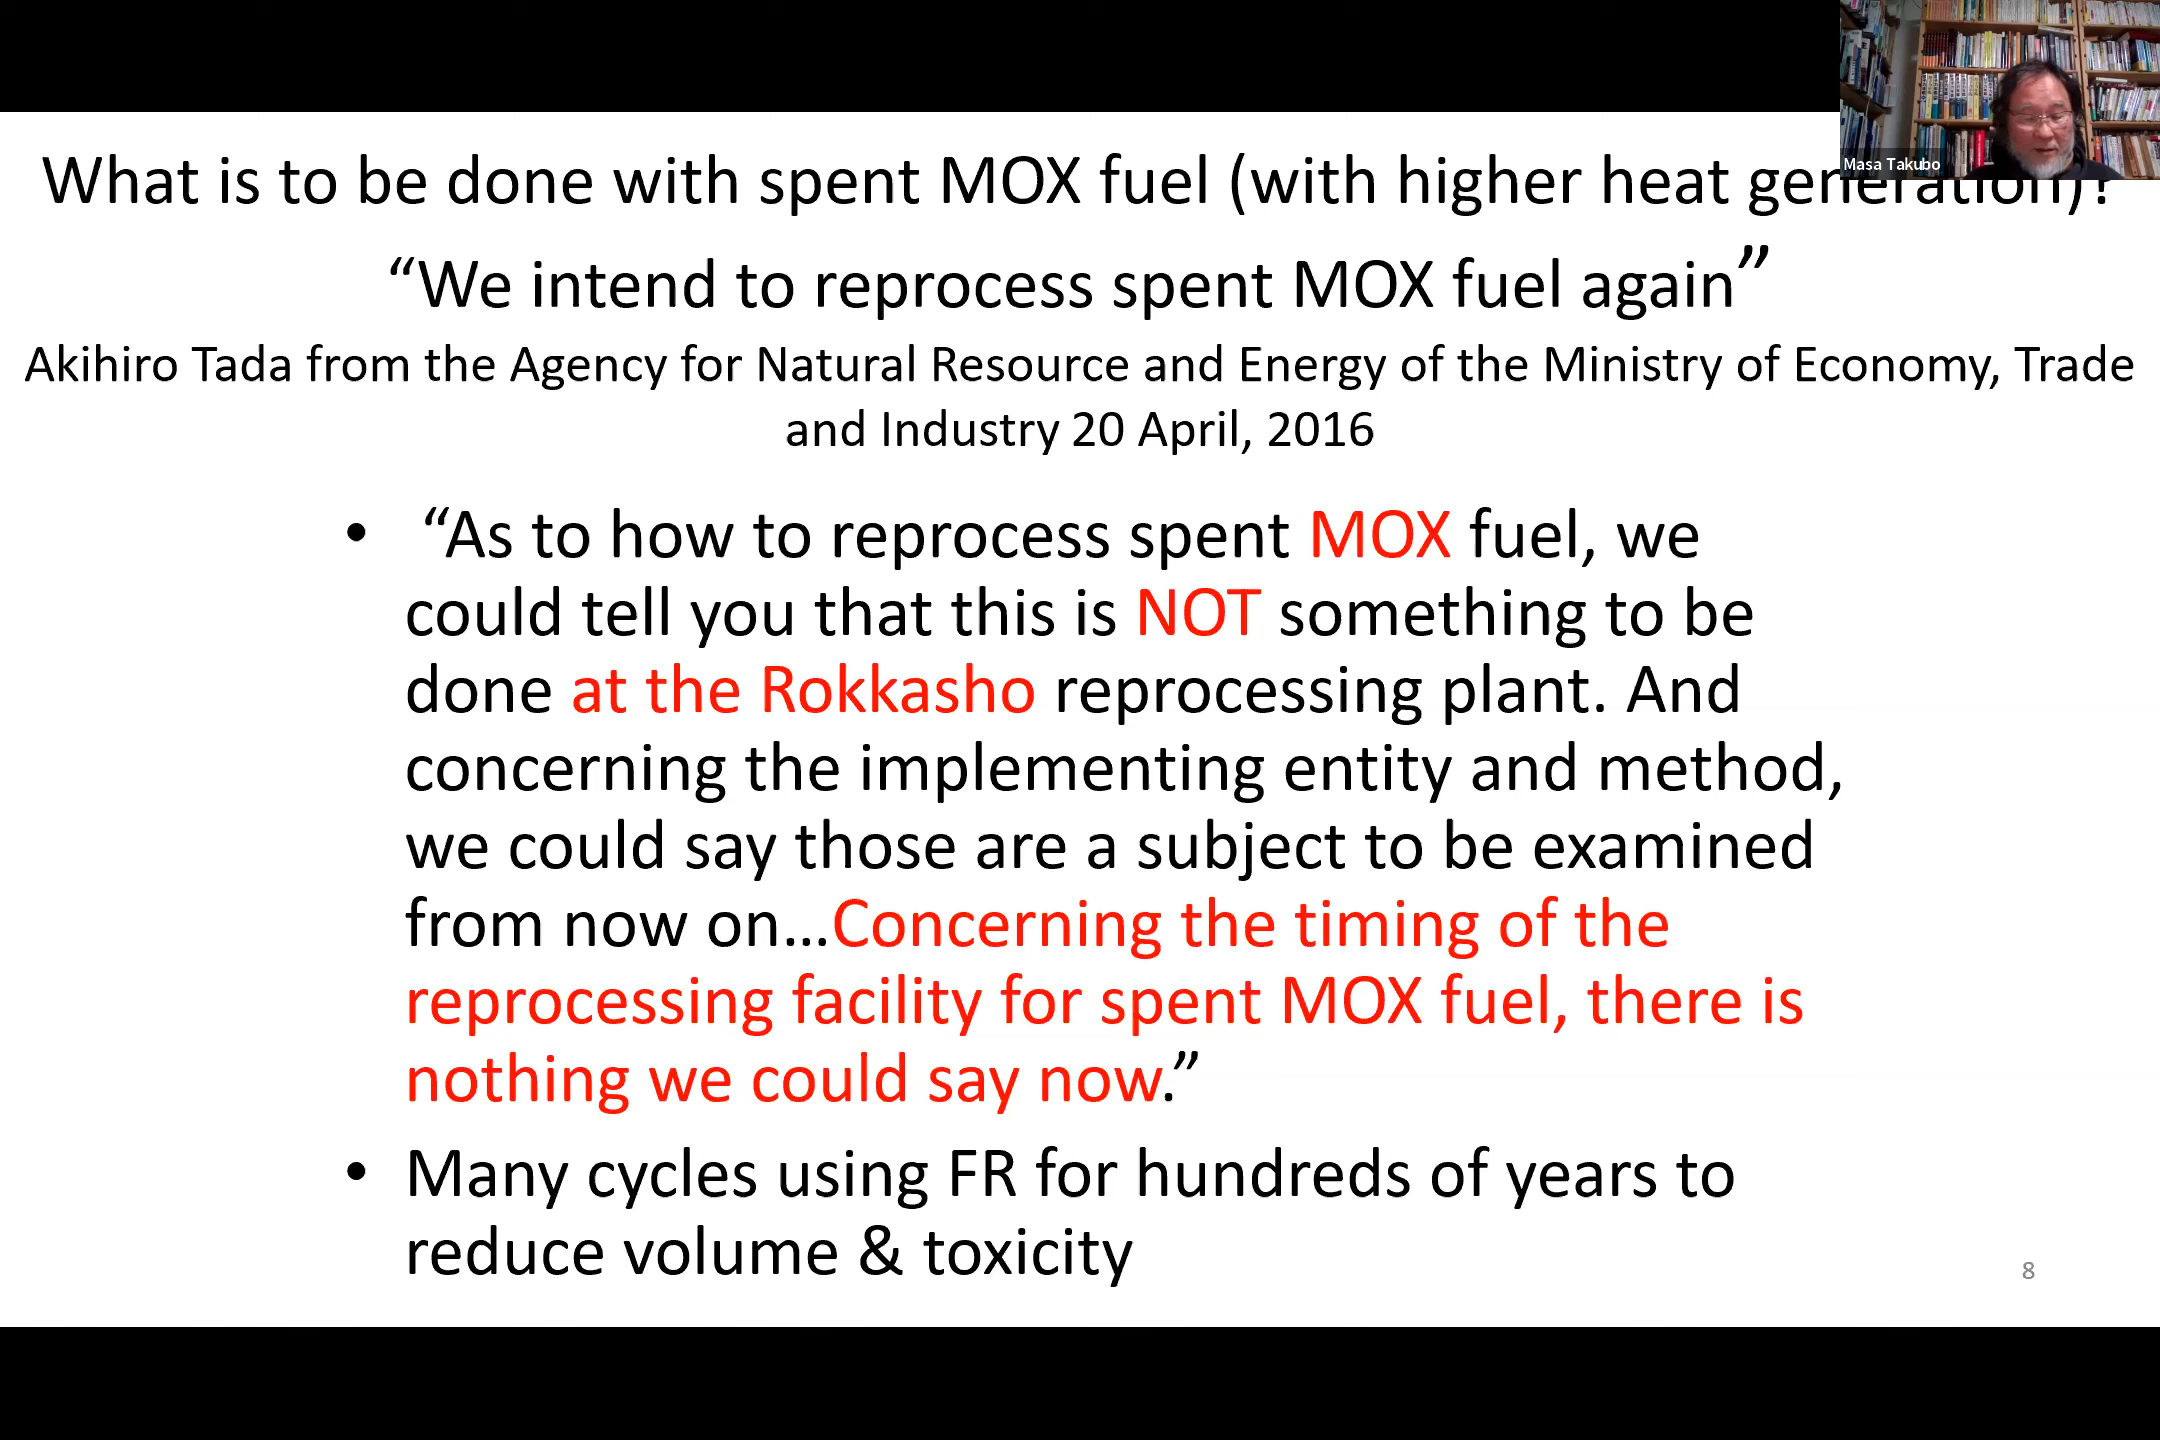 Masa Takubo
What is to be done with spent MOX fuel (with higher heat generation)?
“We intend to reprocess spent MOX fuel again”
Akihiro Tada from the Agency for Natural Resource and Energy of the Ministry of Economy, Trade
and Industry 20 April, 2016
• “As to how to reprocess spent MOX fuel, we
could tell you that this is NOT something to be
done at the Rokkasho reprocessing plant. And
concerning the implementing entity and method,
we could say those are a subject to be examined
from now on…Concerning the timing of the
reprocessing facility for spent MOX fuel, there is
nothing we could say now.”
• Many cycles using FR for hundreds of years to
reduce volume & toxicity
8